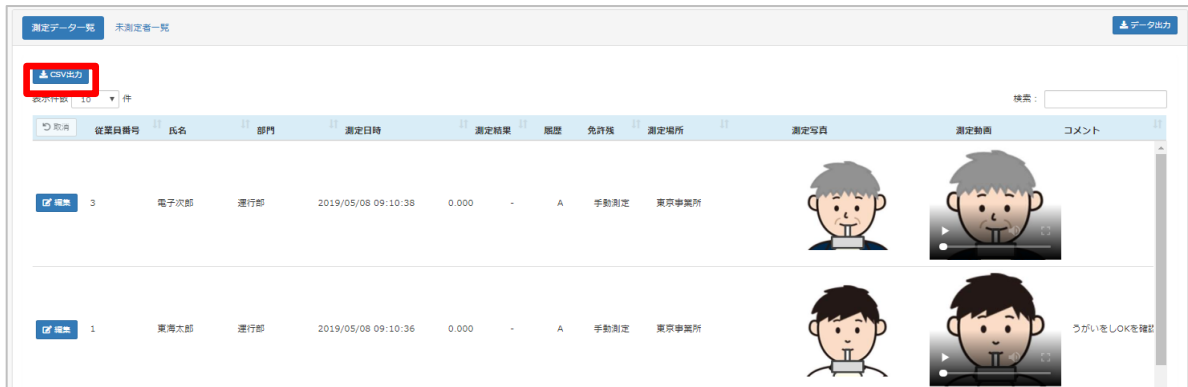 測定データ一覧 未測定者一覧 データ出力
CSV出力
表示件数 10 件 検索：
取消 従業員番号 氏名 部門 測定日時 測定結果 履歴 免許残 測定場所 測定写真 測定動画 コメント
編集 3 電子次郎 運行部 2019/05/08 09:10:38 0.000 - A 手動測定 東京事業所
編集 1 東海太郎 運行部 2019/05/08 09:10:36 0.000 - A 手動測定 東京事業所 うがいをしOKを確認